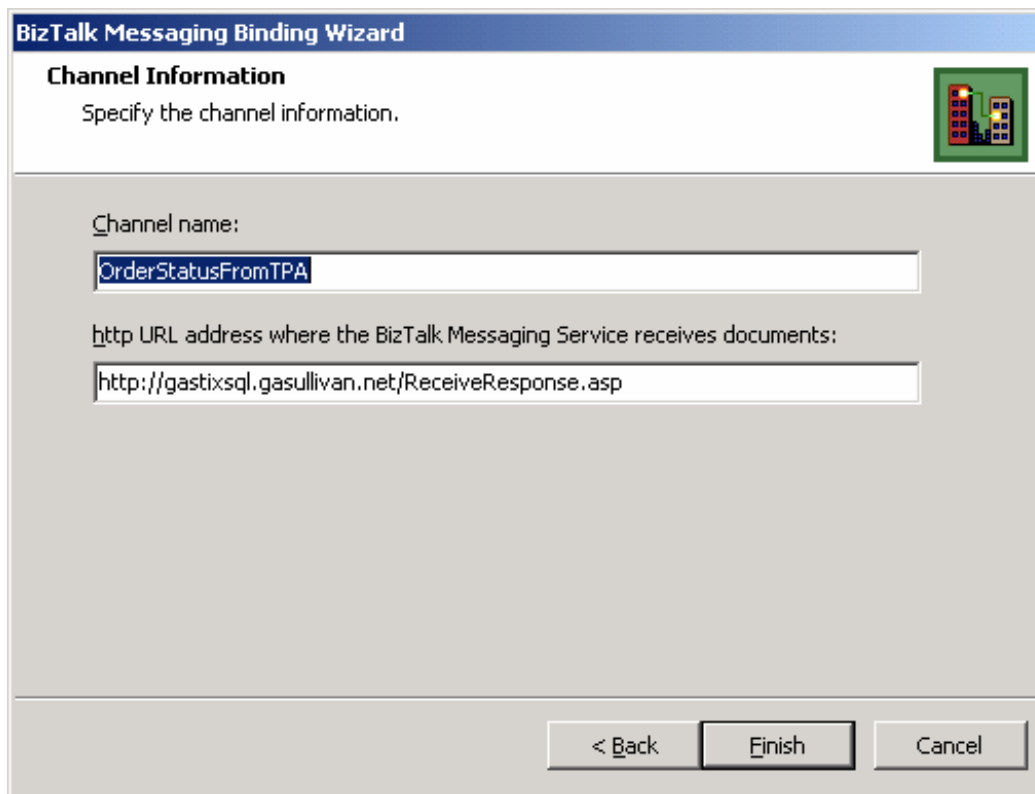 BizTalk Messaging Binding Wizard
Channel Information
Specify the channel information.
Channel name:
OrderStatusFromTPA
http URL address where the BizTalk Messaging Service receives documents:
http://gastixsql.gasullivan.net/ReceiveResponse.asp
< Back
Finish
Cancel